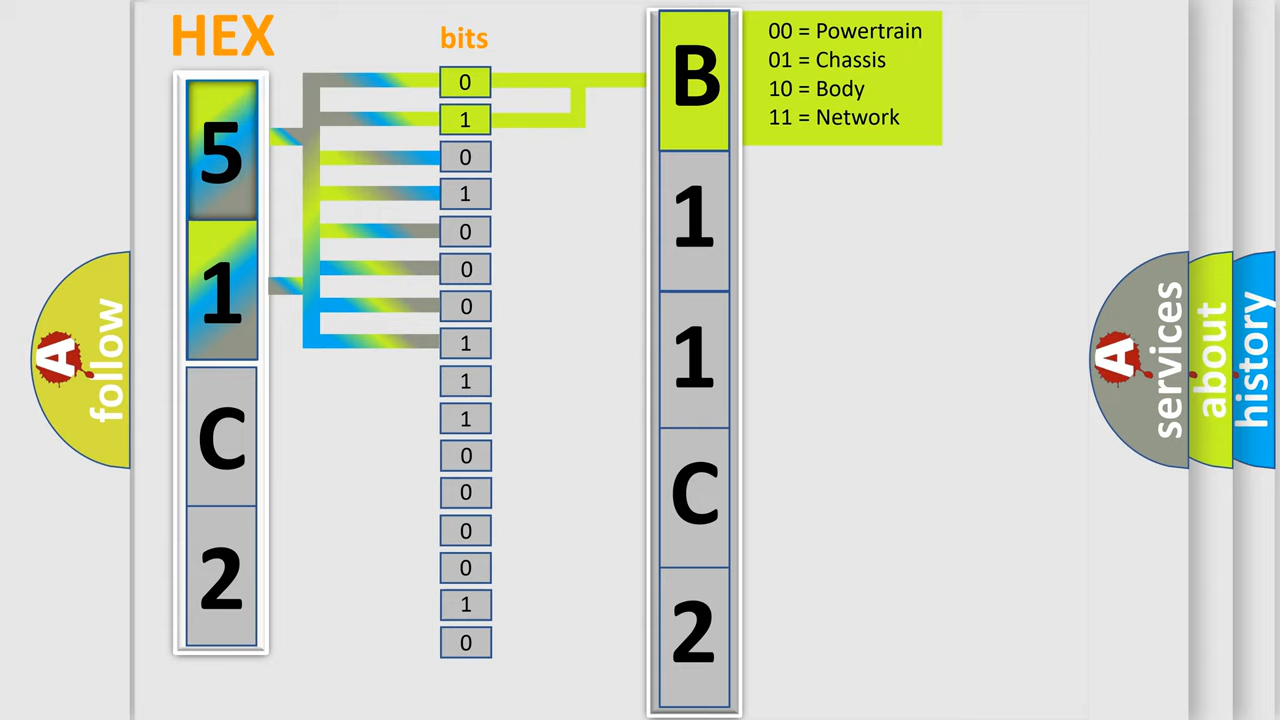 HEX
bits
5
1
C
2
0
1
0
1
0
0
0
1
1
1
0
0
0
0
1
0
B
1
1
C
2
00 = Powertrain
01 = Chassis
10 = Body
11 = Network
A follow
A services
about
history